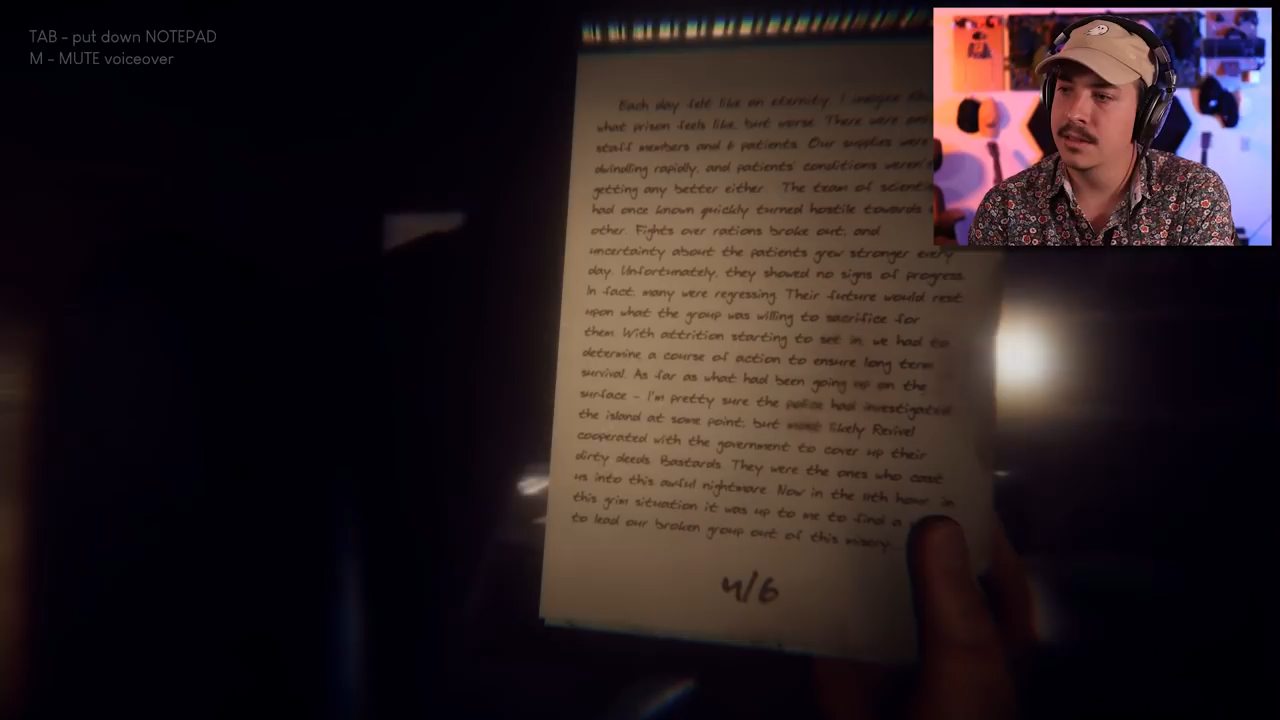 TAB - put down NOTEPAD
M - MUTE voiceover
Each day felt like an eternity. I imagine
what prison feels like, but worse. There were
staff members and 6 patients. Our supplies were
dwindling rapidly, and patients' conditions weren't
getting any better either. The team of
had once known quickly turned hostile towards
other. Fights over rations broke out, and
uncertainty about the patients grew stronger every
day. Unfortunately, they showed no signs of progress.
In fact, many were regressing. Their future would rest
upon what the group was willing to sacrifice for
them. With attrition starting to set in, we had to
determine a course of action to ensure long term
survival. As far as what had been going up on the
surface - I'm pretty sure the police had investigated
the island at some point, but most likely Revival
cooperated with the government to cover up their
dirty deeds. Bastards. They were the ones who cast
us into this awful nightmare. Now in the 11th hour in
this grim situation it was up to me to find a
to lead our broken group out of this misery.
4/6